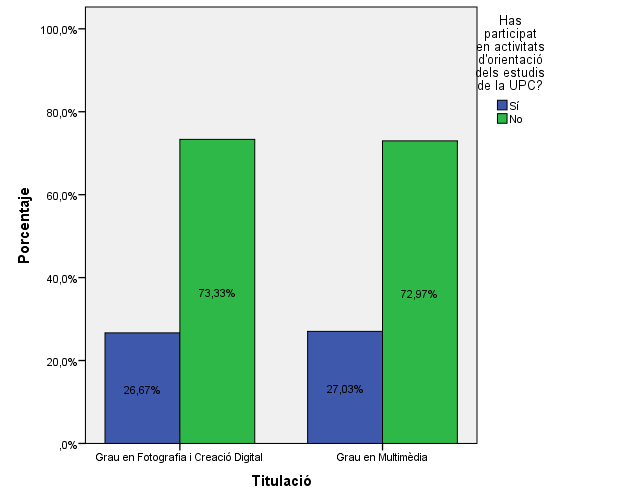 Has
participat
en activitats
d'orientació
dels estudis
de la UPC?
Sí
No
100,0%
80,0%
60,0%
40,0%
20,0%
,0%
Porcentaje
26,67%
73,33%
27,03%
72,97%
Grau en Fotografia i Creació Digital
Grau en Multimèdia
Titulació